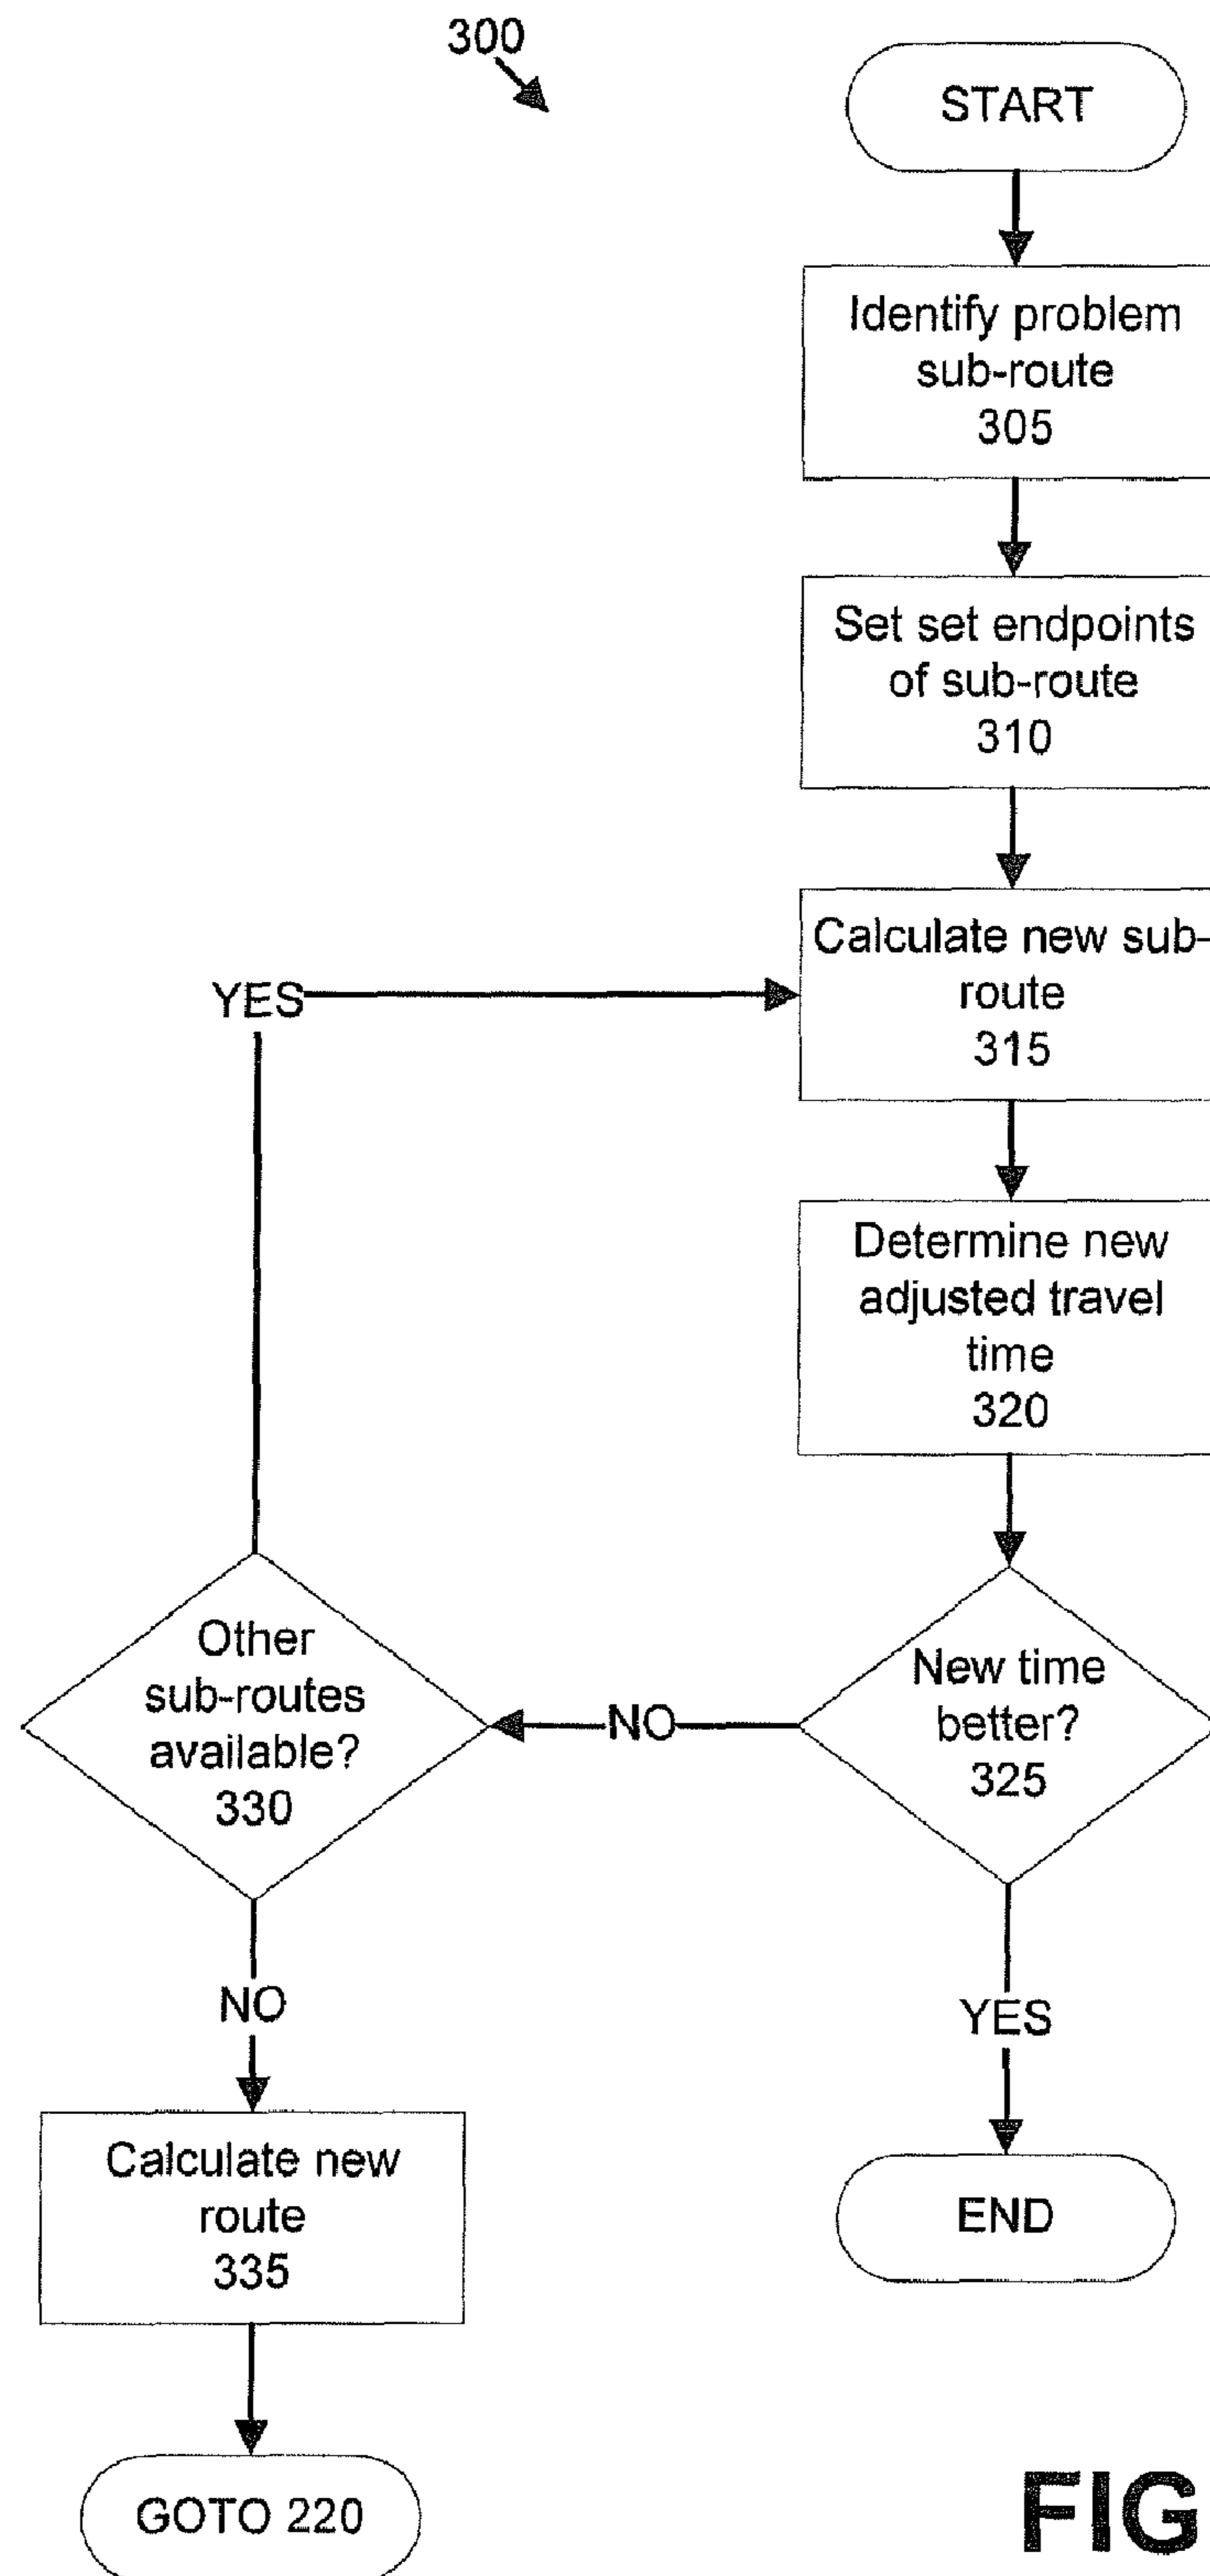 300
START
Identify problem
sub-route
305
Set set endpoints
of sub-route
310
Calculate new sub-
route
315
YES
Determine new
adjusted travel
time
320
Other
sub-routes
available?
330
NO
New time
better?
325
NO
YES
Calculate new
route
335
END
GOTO 220
FIG